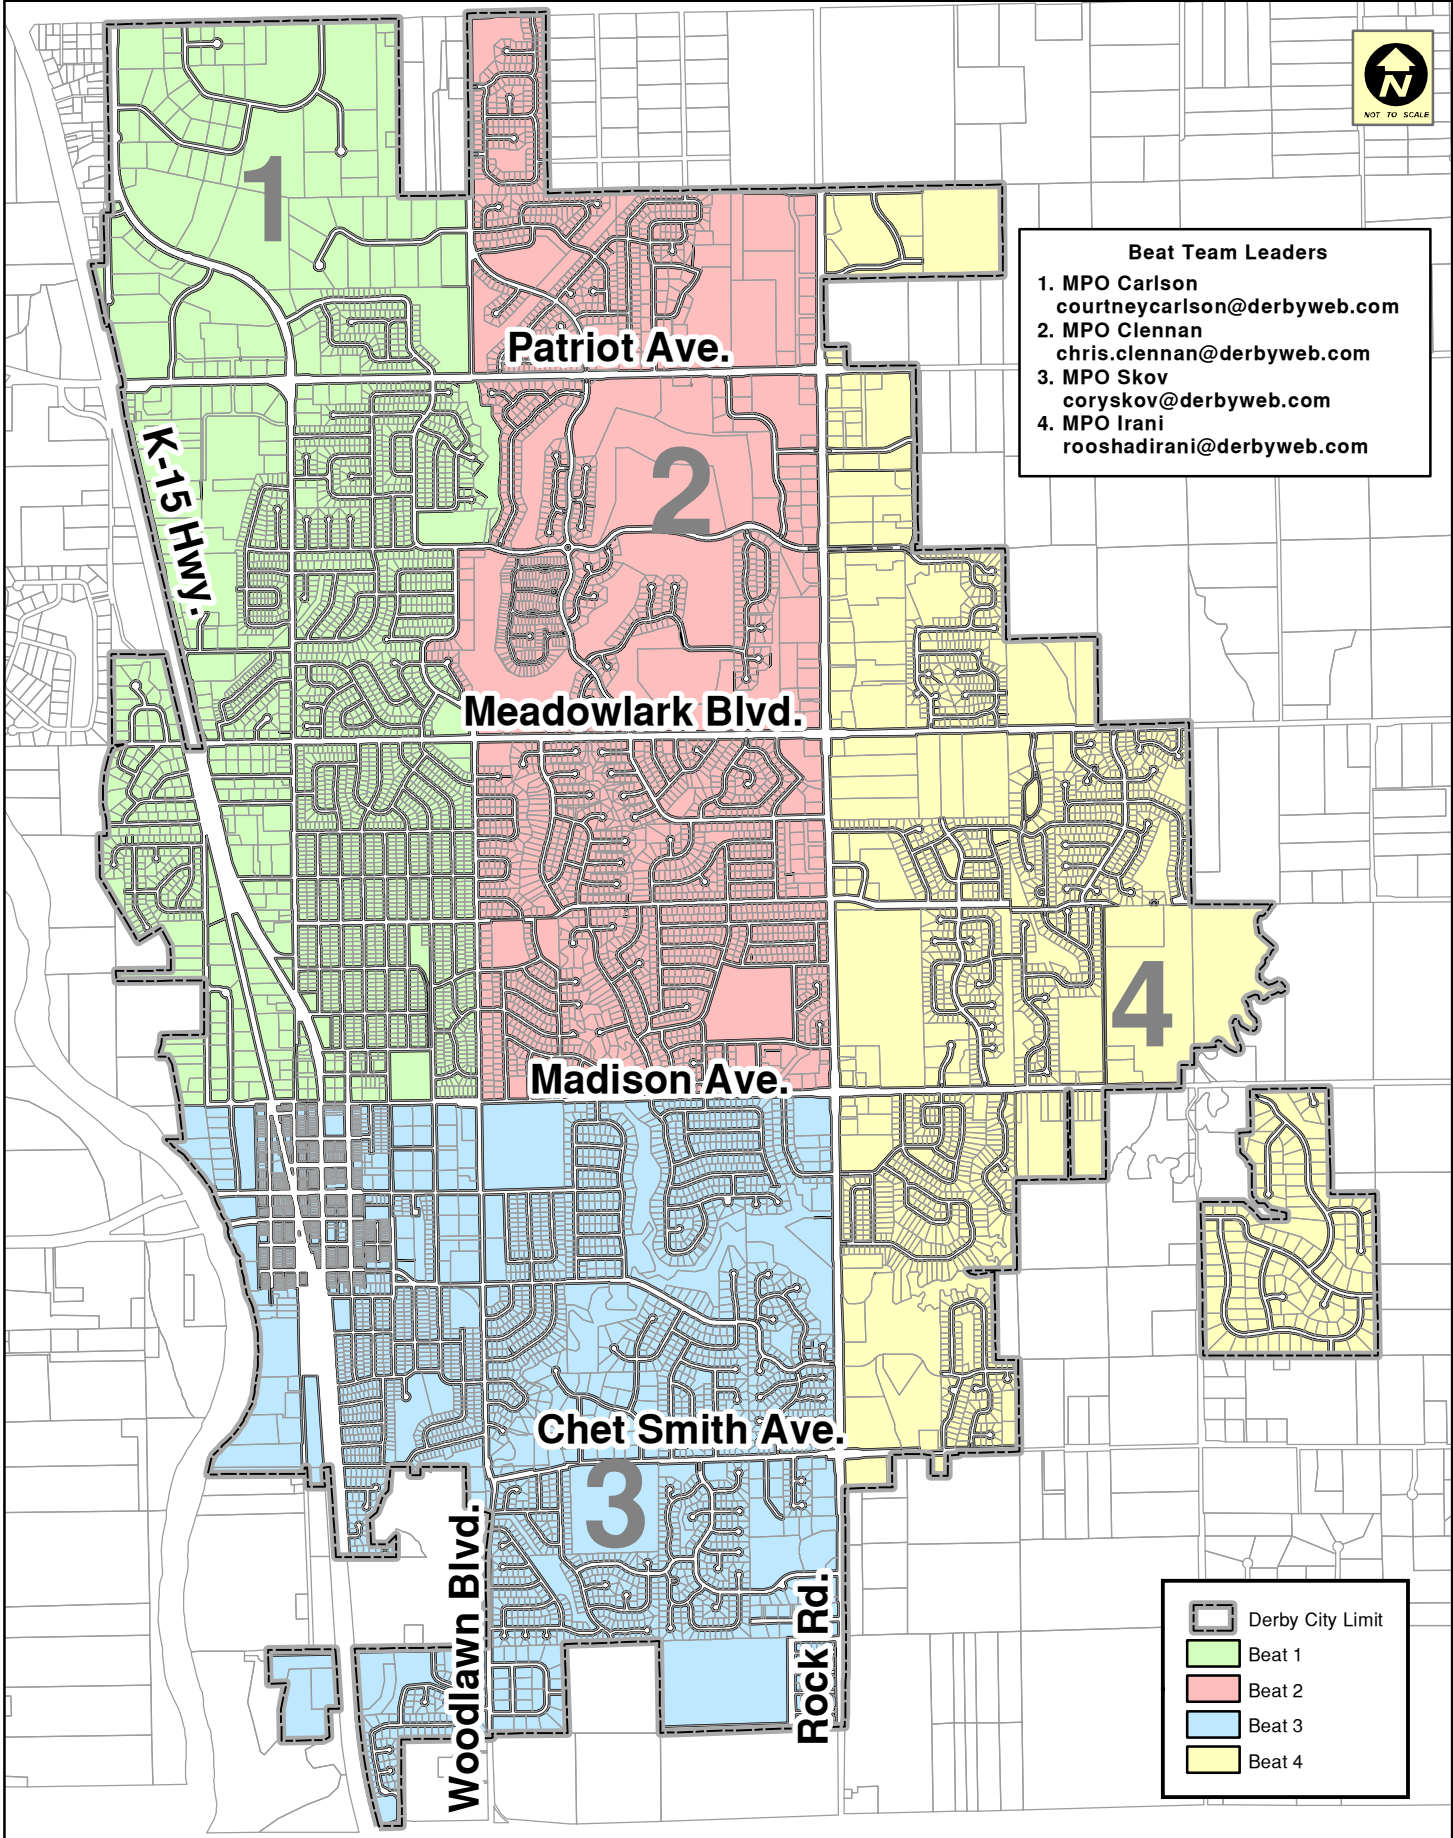 N
NOT TO SCALE
1
Beat Team Leaders
1. MPO Carlson
courtneycarlson@derbyweb.com
2. MPO Clennan
chris.clennan@derbyweb.com
3. MPO Skov
coryskov@derbyweb.com
4. MPO Irani
rooshadirani@derbyweb.com
Patriot Ave.
K-15 Hwy.
2
Meadowlark Blvd.
4
Madison Ave.
Chet Smith Ave.
3
Woodlawn Blvd.
Rock Rd.
Derby City Limit
Beat 1
Beat 2
Beat 3
Beat 4